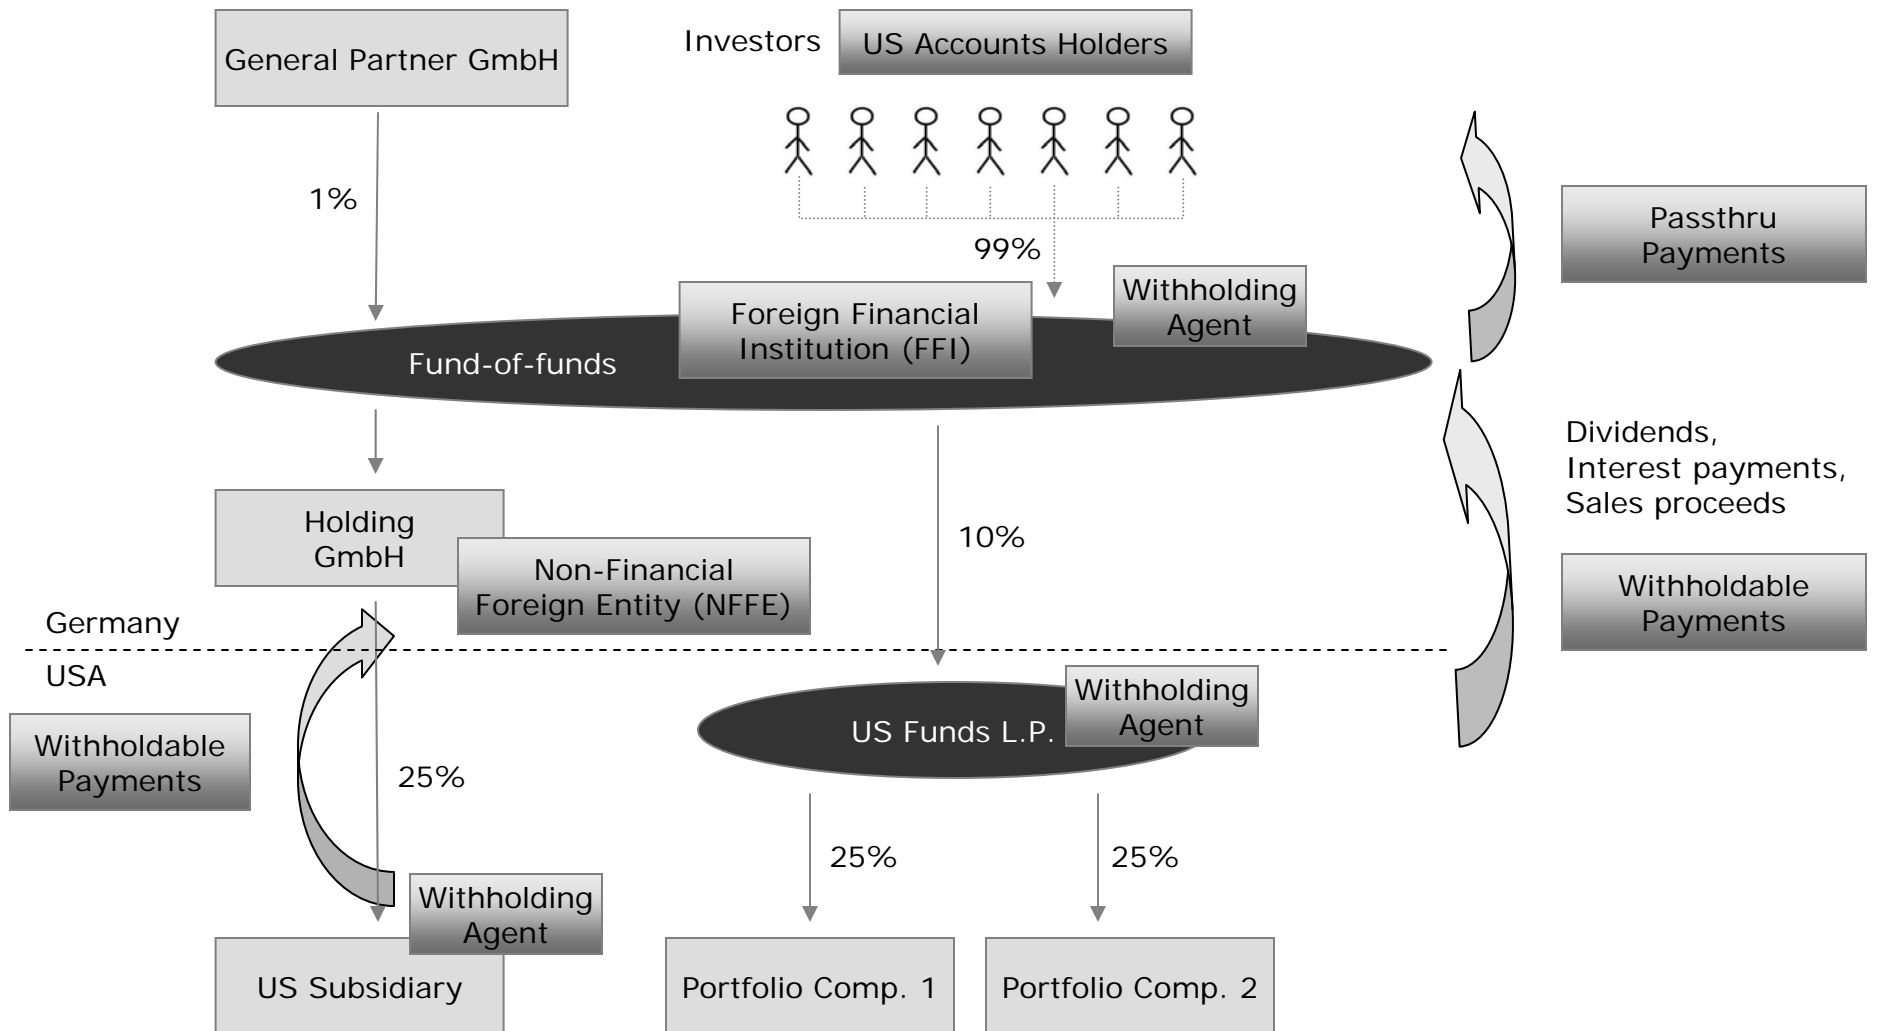 General Partner GmbH
Investors
US Accounts Holders
1%
99%
Passthru
Payments
Foreign Financial
Institution (FFI)
Withholding
Agent
Fund-of-funds
Dividends,
Interest payments,
Sales proceeds
Holding
GmbH
10%
Non-Financial
Foreign Entity (NFFE)
Withholdable
Payments
Germany
USA
Withholding
Agent
US Funds L.P.
Withholdable
Payments
25%
25%
25%
Withholding
Agent
US Subsidiary
Portfolio Comp. 1
Portfolio Comp. 2